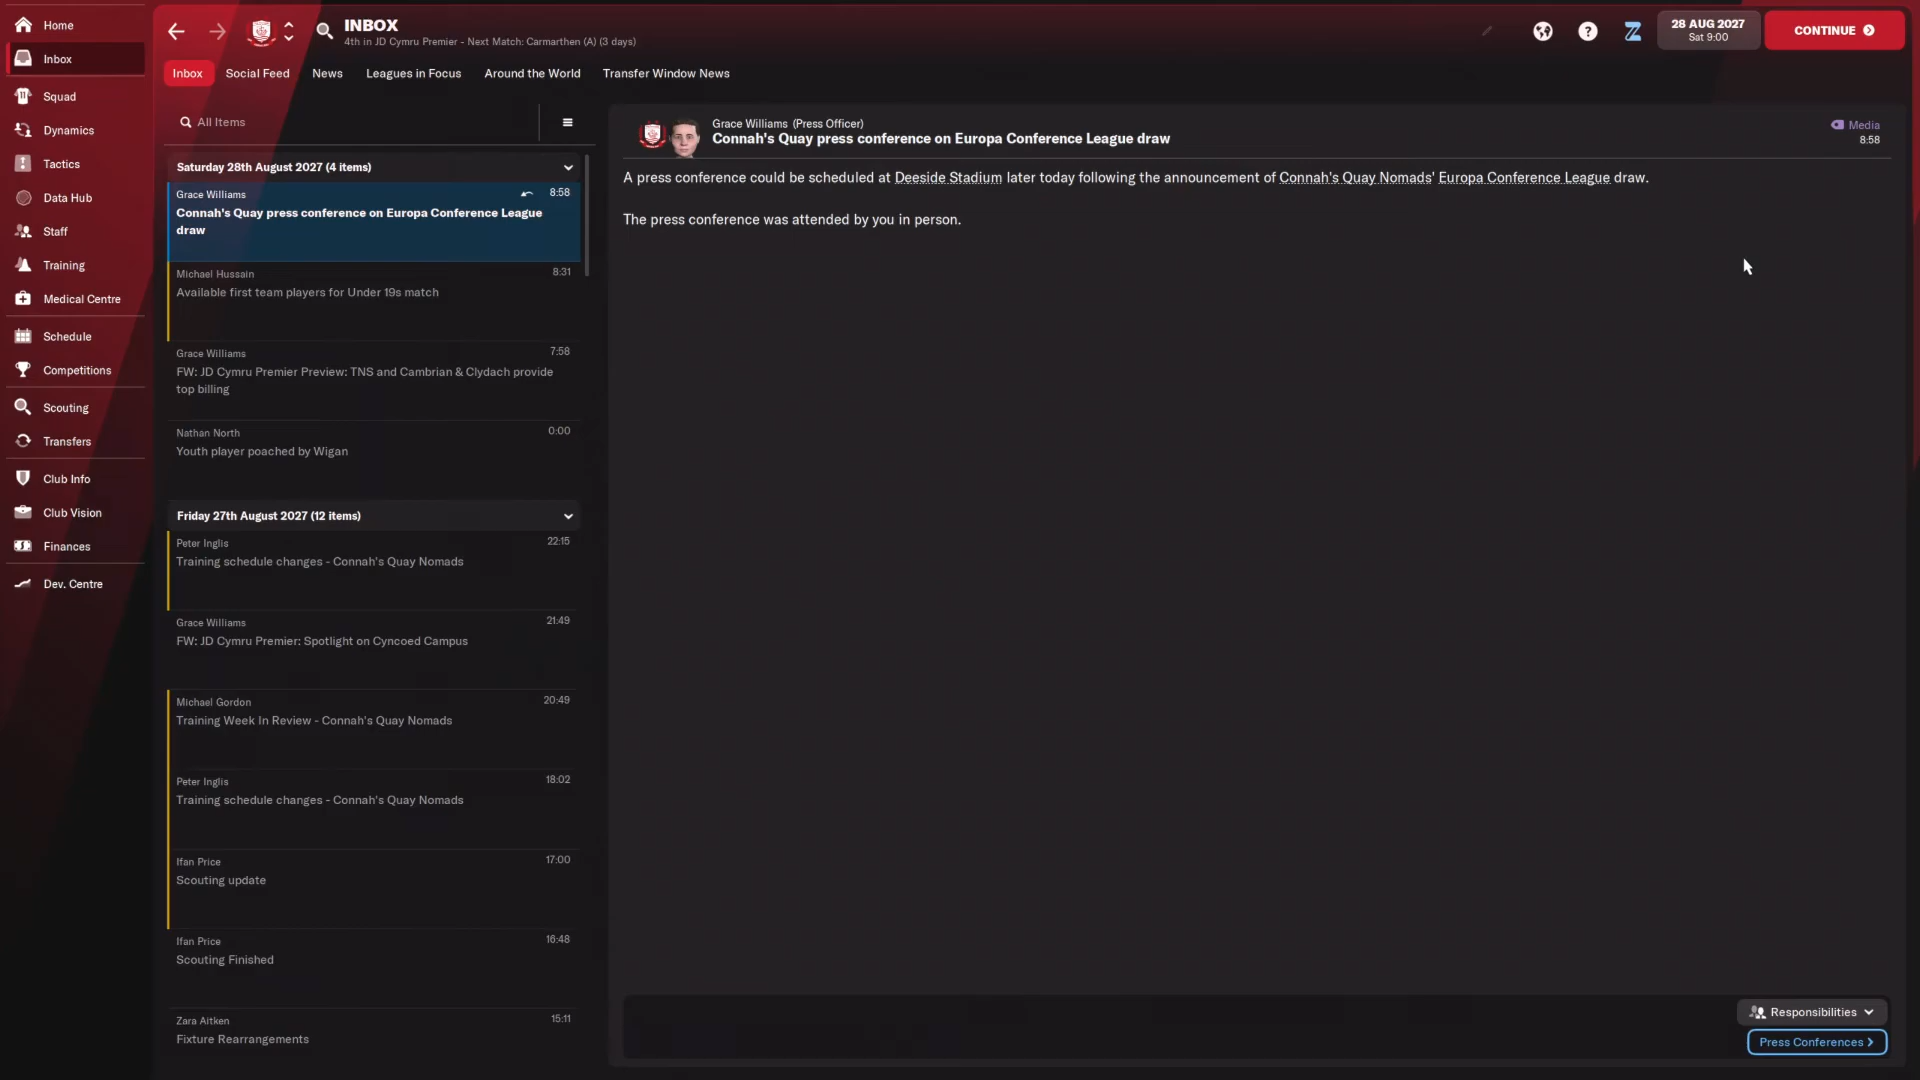 Home
Inbox
Squad
Dynamics
Tactics
Data Hub
Staff
Training
Medical Centre
Schedule
Competitions
Scouting
Transfers
Club Info
Club Vision
Finances
Dev. Centre
INBOX
4th in JD Cymru Premier - Next Match: Carmarthen (A) (3 days)
28 AUG 2027
Sat 9:00
CONTINUE
Inbox Social Feed News Leagues in Focus Around the World Transfer Window News
All Items
Saturday 28th August 2027 (4 items)
Grace Williams 8:58
Connah's Quay press conference on Europa Conference League
draw
Michael Hussain 8:31
Available first team players for Under 19s match
Grace Williams 7:58
FW: JD Cymru Premier Preview: TNS and Cambrian & Clydach provide
top billing
Nathan North 0:00
Youth player poached by Wigan
Friday 27th August 2027 (12 items)
Peter Inglis 22:15
Training schedule changes - Connah's Quay Nomads
Grace Williams 21:49
FW: JD Cymru Premier: Spotlight on Cyncoed Campus
Michael Gordon 20:49
Training Week In Review - Connah's Quay Nomads
Peter Inglis 18:02
Training schedule changes - Connah's Quay Nomads
Ifan Price 17:00
Scouting update
Ifan Price 16:48
Scouting Finished
Zara Aitken 15:11
Fixture Rearrangements
Grace Williams (Press Officer)
Connah's Quay press conference on Europa Conference League draw
Media
8:58
A press conference could be scheduled at Deeside Stadium later today following the announcement of Connah's Quay Nomads' Europa Conference League draw.
The press conference was attended by you in person.
Responsibilities
Press Conferences